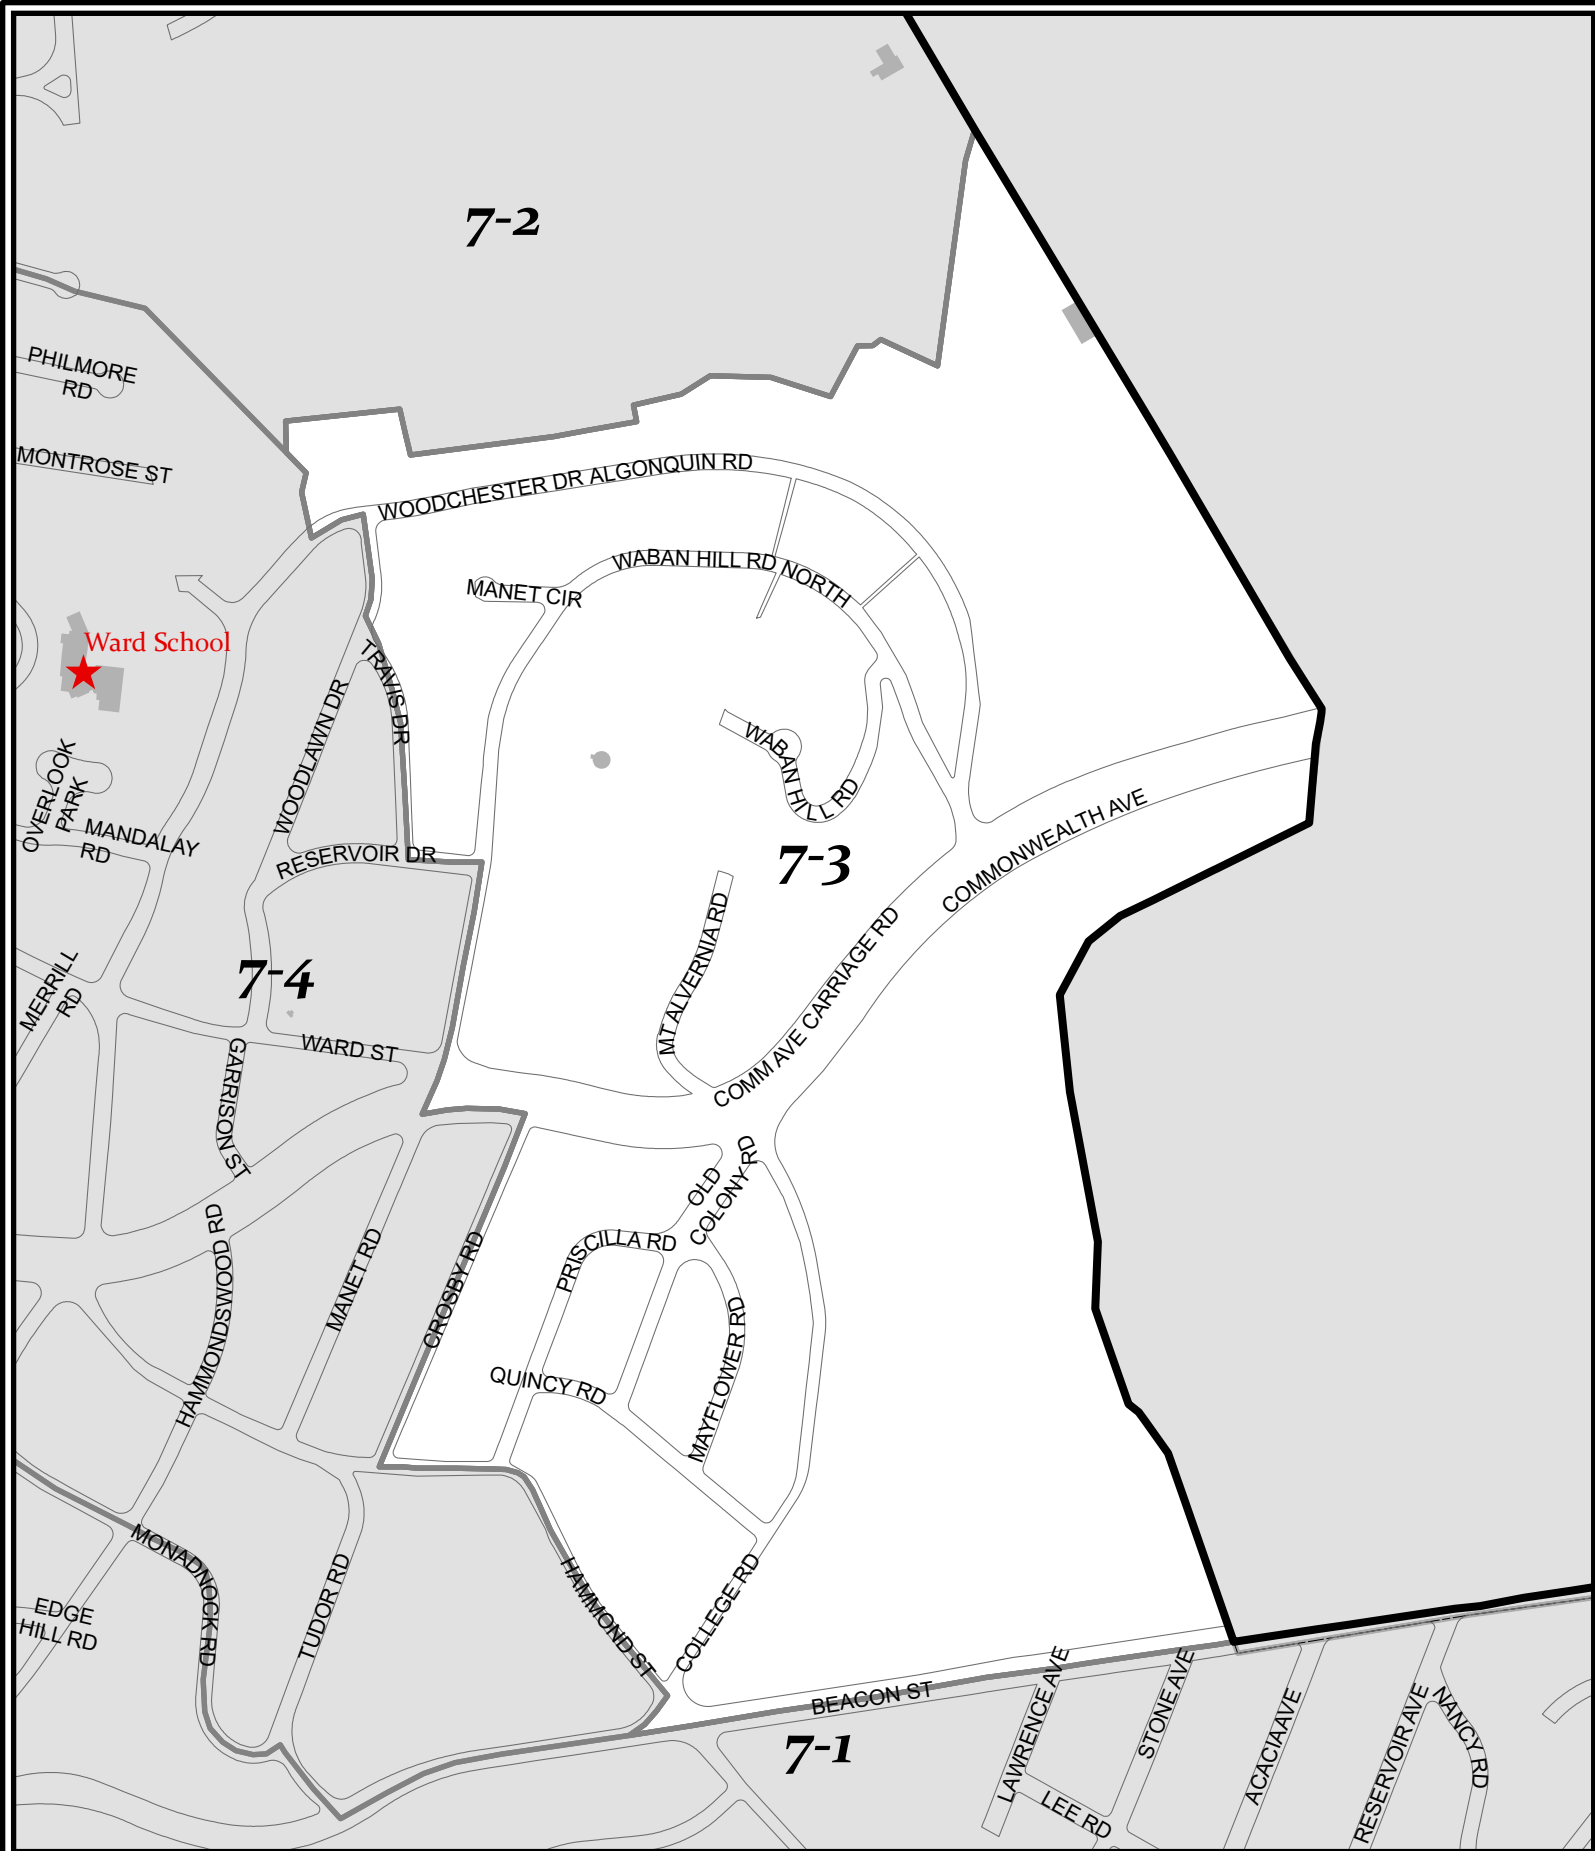 7-2
PHILMORE
RD
MONTROSE ST
WOODCHESTER DR ALGONQUIN RD
WABAN HILL RD NORTH
MANET CIR
Ward School
TRAVIS DR
WOODLAWN DR
WABAN HILL RD
OVERLOOK
PARK
MANDALAY
RD
RESERVOIR DR
7-3
COMMONWEALTH AVE
MT ALVERNIA RD
COMM AVE CARRIAGE RD
MERRILL
RD
7-4
WARD ST
GARRISON ST
OLD
COLONY RD
HAMMONDSWOOD RD
MANET RD
CROSBY RD
PRISCILLA RD
MAYFLOWER RD
QUINCY RD
MONADNOCK RD
TUDOR RD
EDGE
HILL RD
HAMMOND ST
COLLEGE RD
BEACON ST
7-1
LAWRENCE AVE
STONE AVE
ACACIA AVE
RESERVOIR AVE
NANCY RD
LEE RD